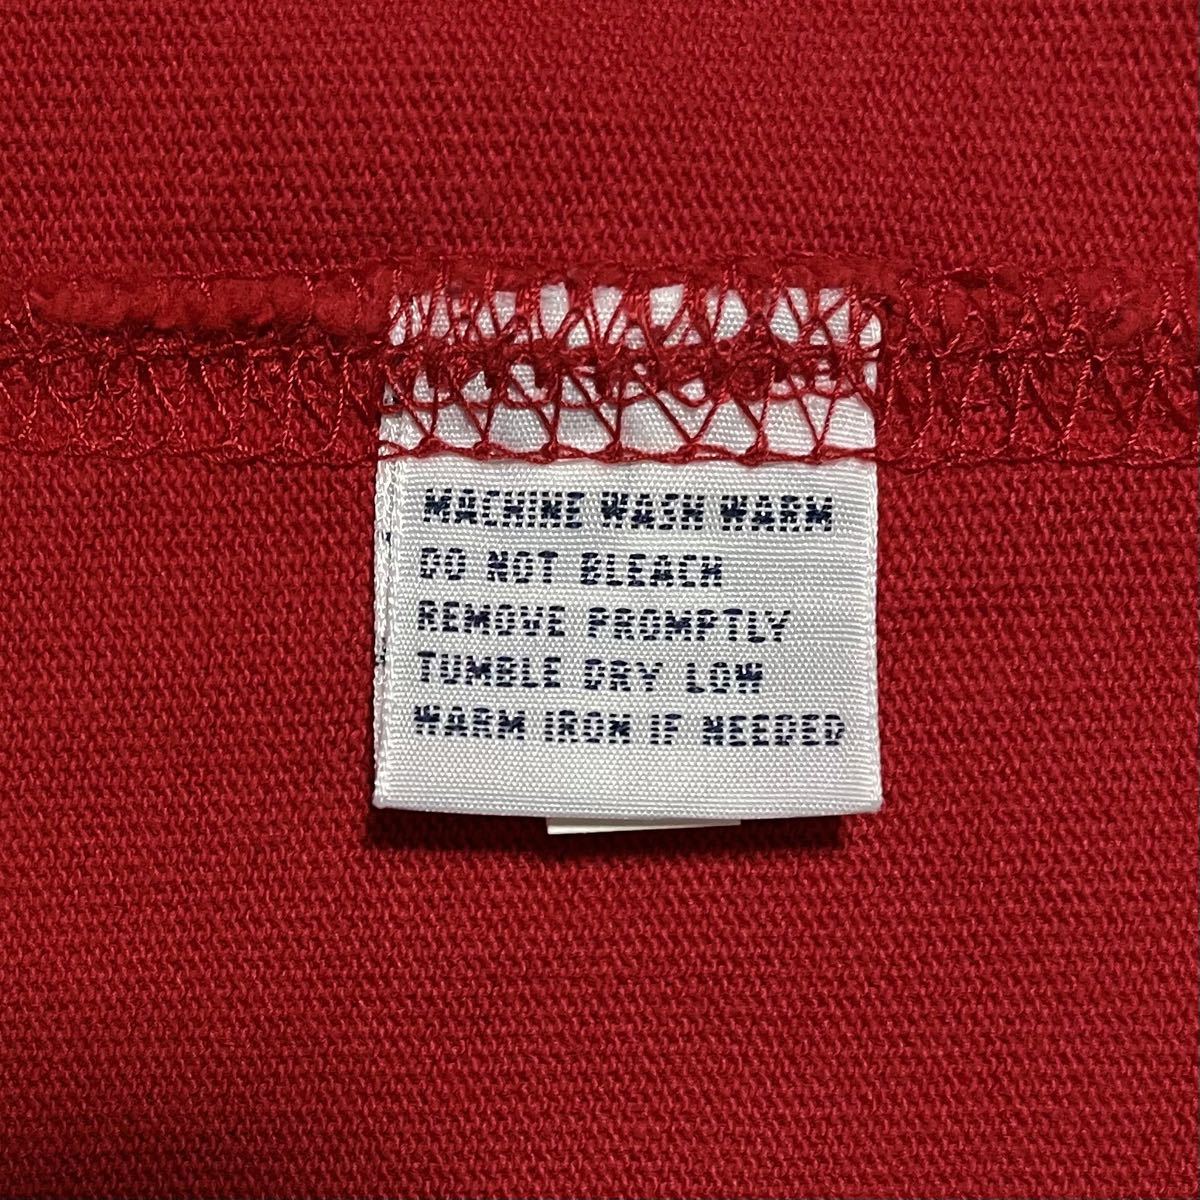 MACHINE WASH WARM
DO NOT BLEACH
REMOVE PROMPTLY
TUMBLE DRY LOW
WARM IRON IF NEEDED